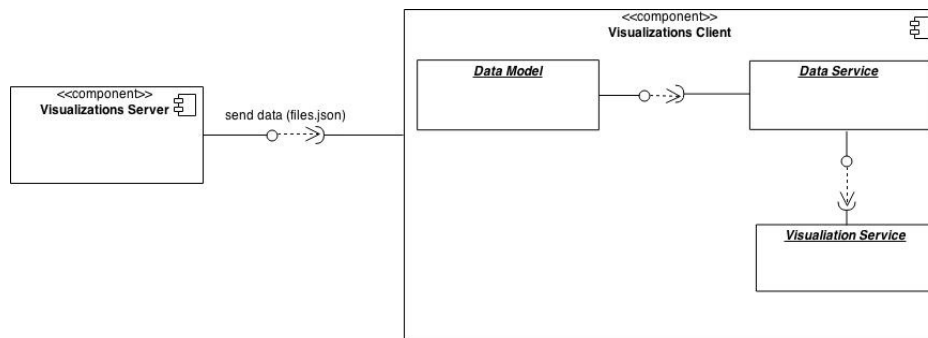 <<component>>
Visualizations Client
Data Model
Data Service
<<component>>
Visualizations Server
send data (files.json)
Visualiation Service